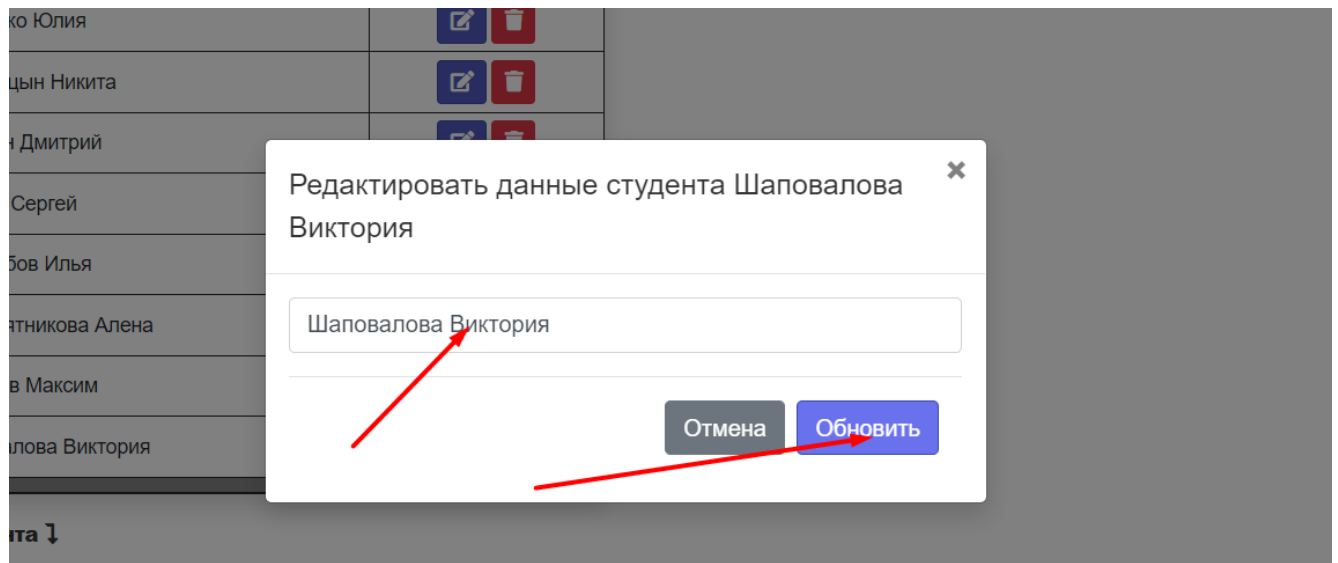 ко Юлия
цын Никита
н Дмитрий
Редактировать данные студента Шаповалова
Виктория
Сергей
бов Илья
Шаповалова Виктория
ятникова Алена
в Максим
Отмена
Обновить
алова Виктория
нта